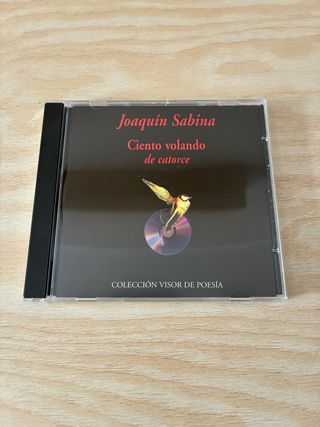 Joaquín Sabina
Ciento volando
de catorce
COLECCIÓN VISOR DE POESÍA